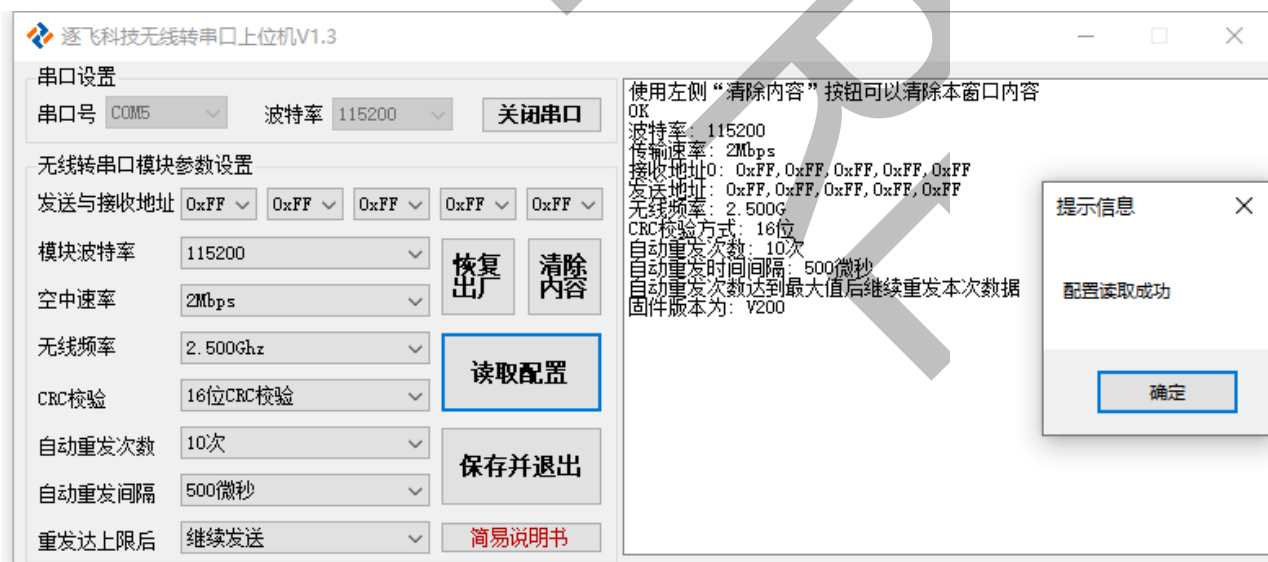 逐飞科技无线转串口上位机V1.3
串口设置
串口号 COM5 波特率 115200 关闭串口
无线转串口模块参数设置
发送与接收地址 0xFF 0xFF 0xFF 0xFF 0xFF
模块波特率 115200
恢复出厂
清除内容
空中速率 2Mbps
无线频率 2.500Ghz
读取配置
CRC校验 16位CRC校验
自动重发次数 10次
保存并退出
自动重发间隔 500微秒
重发达上限后 继续发送
简易说明书
使用左侧“清除内容”按钮可以清除本窗口内容
OK
波特率: 115200
传输速率: 2Mbps
接收地址0: 0xFF,0xFF,0xFF,0xFF,0xFF
发送地址: 0xFF,0xFF,0xFF,0xFF,0xFF
无线频率: 2.500G
CRC校验方式: 16位
自动重发次数: 10次
自动重发时间间隔: 500微秒
自动重发次数达到最大值后继续重发本次数据
固件版本为: V200
提示信息
配置读取成功
确定